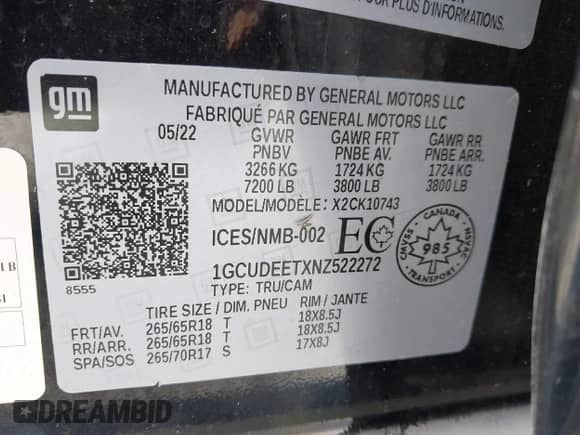 POUR PLUS D'INFORMATIONS.
gm
MANUFACTURED BY GENERAL MOTORS LLC
FABRIQUÉ PAR GENERAL MOTORS LLC
05/22 GVWR GAWR FRT GAWR RR
PNBV PNBE AV. PNBE ARR.
3266 KG 1724 KG 1724 KG
7200 LB 3800 LB 3800 LB
MODEL/MODÈLE: X2CK10743
ICES/NMB-002 EC
CANADA
CMVSS 985 NSVAC
TRANSPORT
1GCUDEETXNZ522272
8555
TYPE: TRU/CAM
TIRE SIZE / DIM. PNEU RIM / JANTE
FRT/AV. 265/65R18 T 18X8.5J
RR/ARR. 265/65R18 T 18X8.5J
SPA/SOS 265/70R17 S 17X8J
LB
DREAMBID